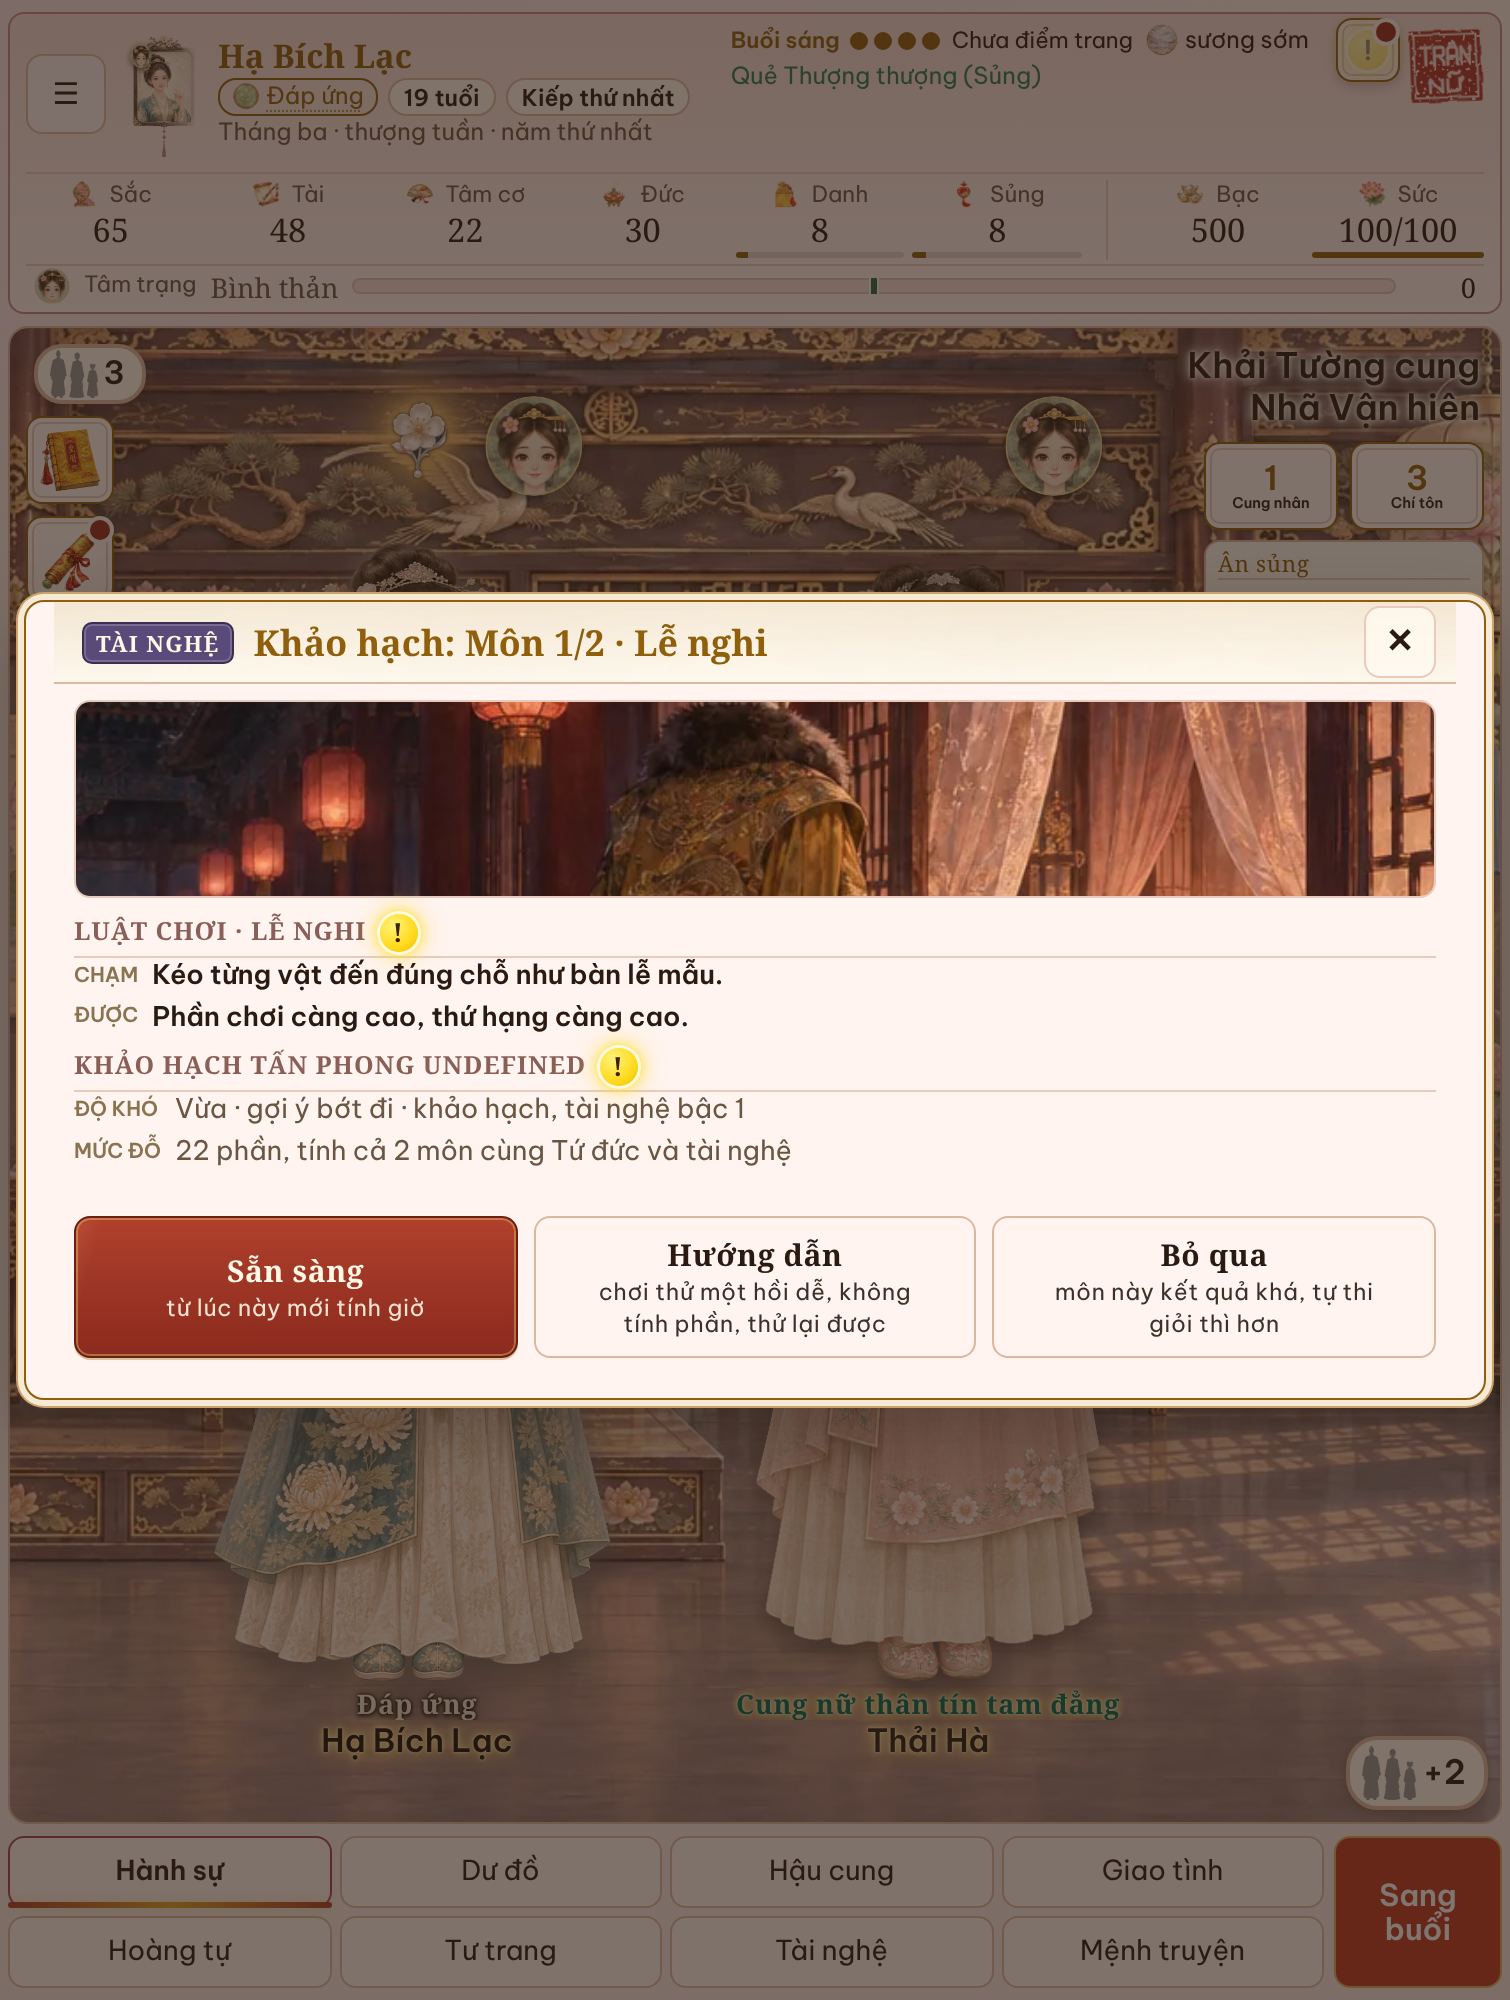 Hạ Bích Lạc
Đáp ứng
19 tuổi
Kiếp thứ nhất
Tháng ba · thượng tuần · năm thứ nhất
Buổi sáng
Chưa điểm trang
sương sớm
Quẻ Thượng thượng (Sủng)
!
TRÂN NỮ
Sắc
Tài
Tâm cơ
Đức
Danh
Sủng
Bạc
Sức
65
48
22
30
8
8
500
100/100
Tâm trạng
Bình thản
0
3
Khải Tường cung
Nhã Vận hiên
1
Cung nhân
3
Chí tôn
Ân sủng
TÀI NGHỆ
Khảo hạch: Môn 1/2 · Lễ nghi
LUẬT CHƠI · LỄ NGHI !
CHẠM Kéo từng vật đến đúng chỗ như bàn lễ mẫu.
ĐƯỢC Phần chơi càng cao, thứ hạng càng cao.
KHẢO HẠCH TẤN PHONG UNDEFINED !
ĐỘ KHÓ Vừa · gợi ý bớt đi · khảo hạch, tài nghệ bậc 1
MỨC ĐỖ 22 phần, tính cả 2 môn cùng Tứ đức và tài nghệ
Sẵn sàng
từ lúc này mới tính giờ
Hướng dẫn
chơi thử một hồi dễ, không
tính phần, thử lại được
Bỏ qua
môn này kết quả khá, tự thi
giỏi thì hơn
Đáp ứng
Hạ Bích Lạc
Cung nữ thân tín tam đẳng
Thải Hà
+2
Hành sự
Dư đồ
Hậu cung
Giao tình
Sang
buổi
Hoàng tự
Tư trang
Tài nghệ
Mệnh truyện